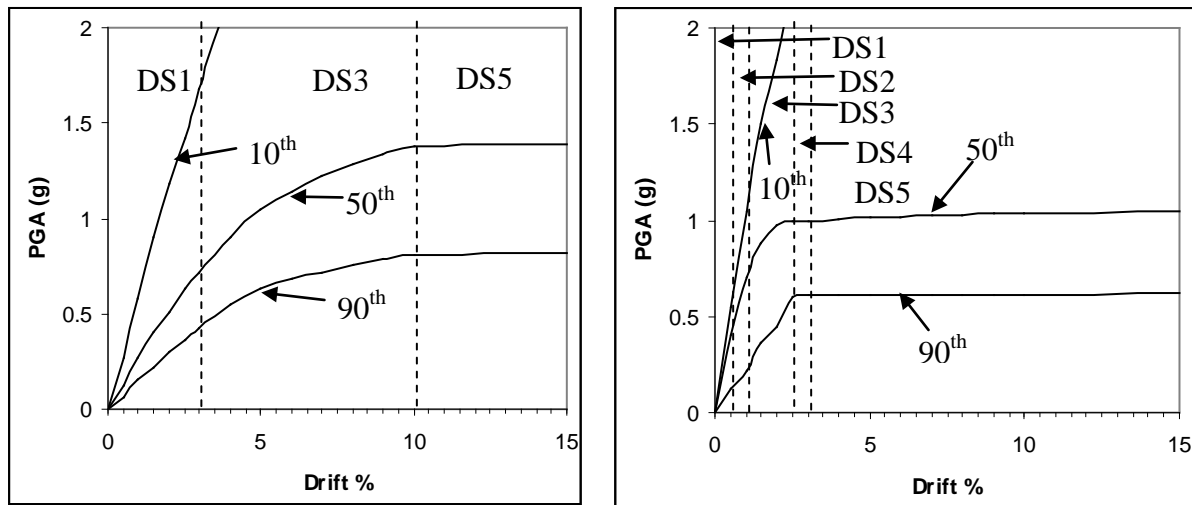 2
1.5
1
0.5
0
PGA (g)
DS1
DS3
DS5
10th
50th
90th
0 5 10 15
Drift %
2
1.5
1
0.5
0
PGA (g)
DS1
DS2
DS3
DS4
DS5
10th
50th
90th
0 5 10 15
Drift %